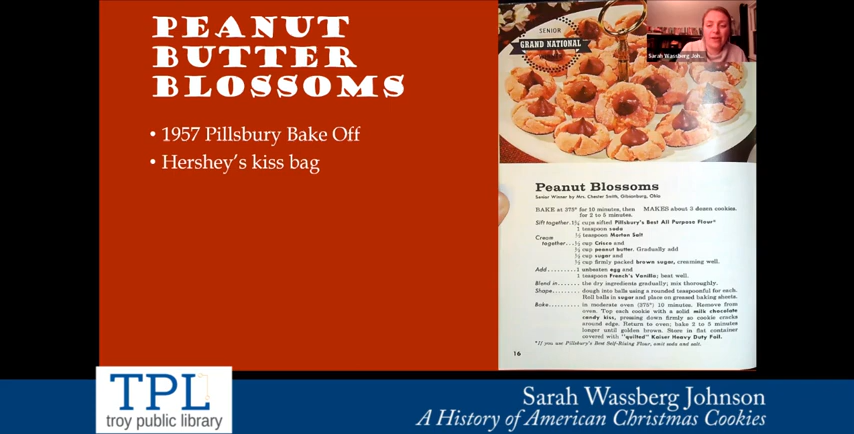 PEANUT
BUTTER
BLOSSOMS
• 1957 Pillsbury Bake Off
• Hershey's kiss bag
SENIOR
GRAND NATIONAL
Sarah Wassberg Joh...
Peanut Blossoms
Senior Winner by Mrs. Chester Smith, Gibsonburg, Ohio
BAKE at 375° for 10 minutes, then MAKES about 3 dozen cookies.
for 2 to 5 minutes.
Sift together. 1¾ cups sifted Pillsbury's Best All Purpose Flour*
1 teaspoon soda
½ teaspoon Morton Salt
Cream
together... ½ cup Crisco and
½ cup peanut butter. Gradually add
½ cup sugar and
½ cup firmly packed brown sugar, creaming well.
Add......... 1 unbeaten egg and
1 teaspoon French's Vanilla; beat well.
Blend in...... the dry ingredients gradually; mix thoroughly.
Shape........ dough into balls using a rounded teaspoonful for each.
Roll balls in sugar and place on greased baking sheets.
Bake......... in moderate oven (375°) 10 minutes. Remove from
oven. Top each cookie with a solid milk chocolate
candy kiss, pressing down firmly so cookie cracks
around edge. Return to oven; bake 2 to 5 minutes
longer until golden brown. Store in flat container
covered with "quilted" Kaiser Heavy Duty Foil.
*If you use Pillsbury's Best Self-Rising Flour, omit soda and salt.
16
TPL
troy public library
Sarah Wassberg Johnson
A History of American Christmas Cookies